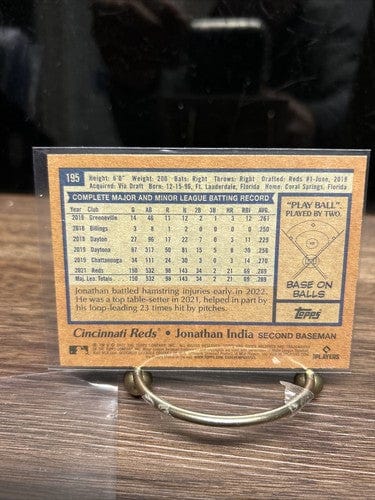 195
Height: 6'0" Weight: 200 Bats: Right Throws: Right Drafted: Reds #1-June, 2018
Acquired: Via Draft Born: 12-15-96, Ft. Lauderdale, Florida Home: Coral Springs, Florida
COMPLETE MAJOR AND MINOR LEAGUE BATTING RECORD
Year Club G AB R H 2B 3B HR RBI AVG.
2018 Greeneville 14 46 11 2 1 3 12 .261
2018 Billings 3 8 1 2 0 0 0 .250
2018 Dayton 27 96 17 22 7 0 3 11 .229
2019 Daytona 87 317 50 81 15 5 8 30
2019 Chattanooga 34 111 24 30 3 0 3 14 .270
2021 Reds 150 532 98 143 34 2 21 69 .269
Maj. Leag. Totals 150 532 98 143 34 2 21 69 .269
Jonathan battled hamstring injuries early in 2022.
He was a top table-setter in 2021, helped in part by
his loop-leading 23 times hit by pitches.
"PLAY BALL"
PLAYED BY TWO.
BASE ON
BALLS
Topps
Cincinnati Reds • Jonathan India SECOND BASEMAN
PLAYERS